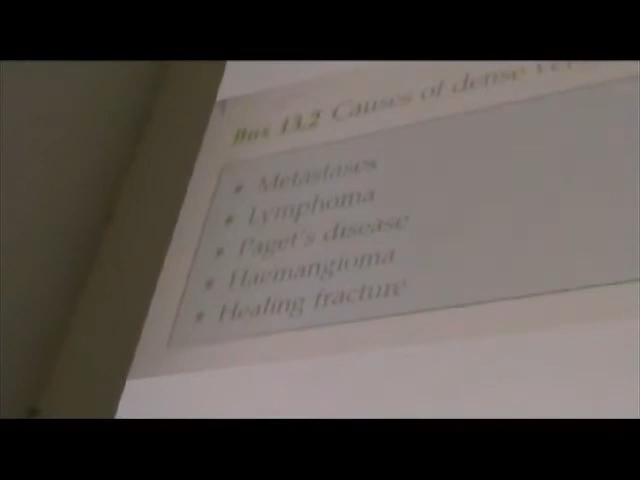 Box 13.2 Causes of dense
• Metastases
• Lymphoma
• Paget's disease
• Haemangioma
• Healing fracture